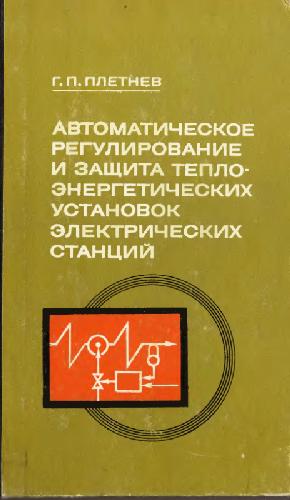 Г. П. ПЛЕТНЕВ
АВТОМАТИЧЕСКОЕ
РЕГУЛИРОВАНИЕ
И ЗАЩИТА ТЕПЛО-
ЭНЕРГЕТИЧЕСКИХ
УСТАНОВОК
ЭЛЕКТРИЧЕСКИХ
СТАНЦИЙ